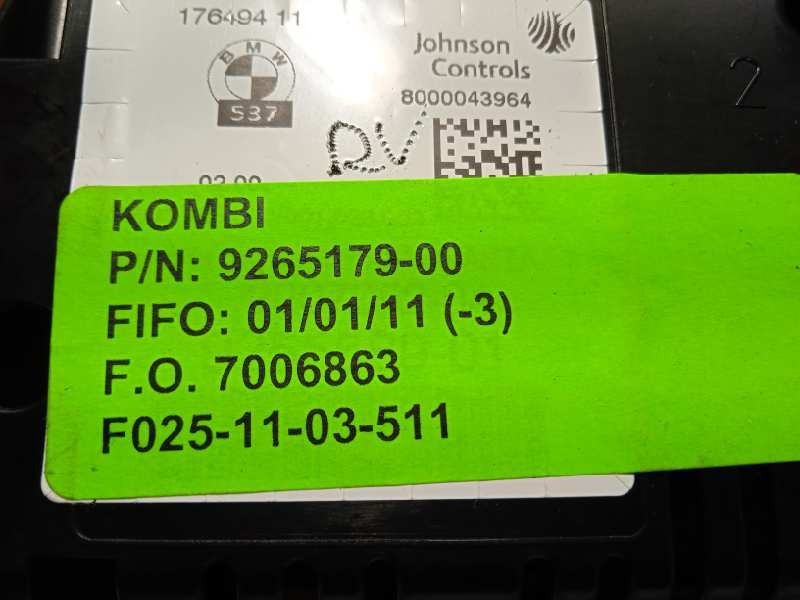 176494 11
BMW
S37
Johnson
Controls
8000043964
2
KOMBI
P/N: 9265179-00
FIFO: 01/01/11 (-3)
F.O. 7006863
F025-11-03-511